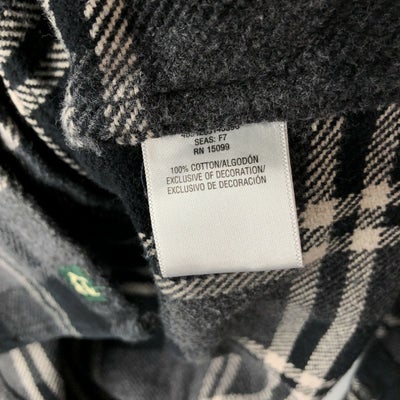 SEAS: F7
RN 15099
100% COTTON/ALGODÓN
EXCLUSIVE OF DECORATION/
EXCLUSIVO DE DECORACIÓN